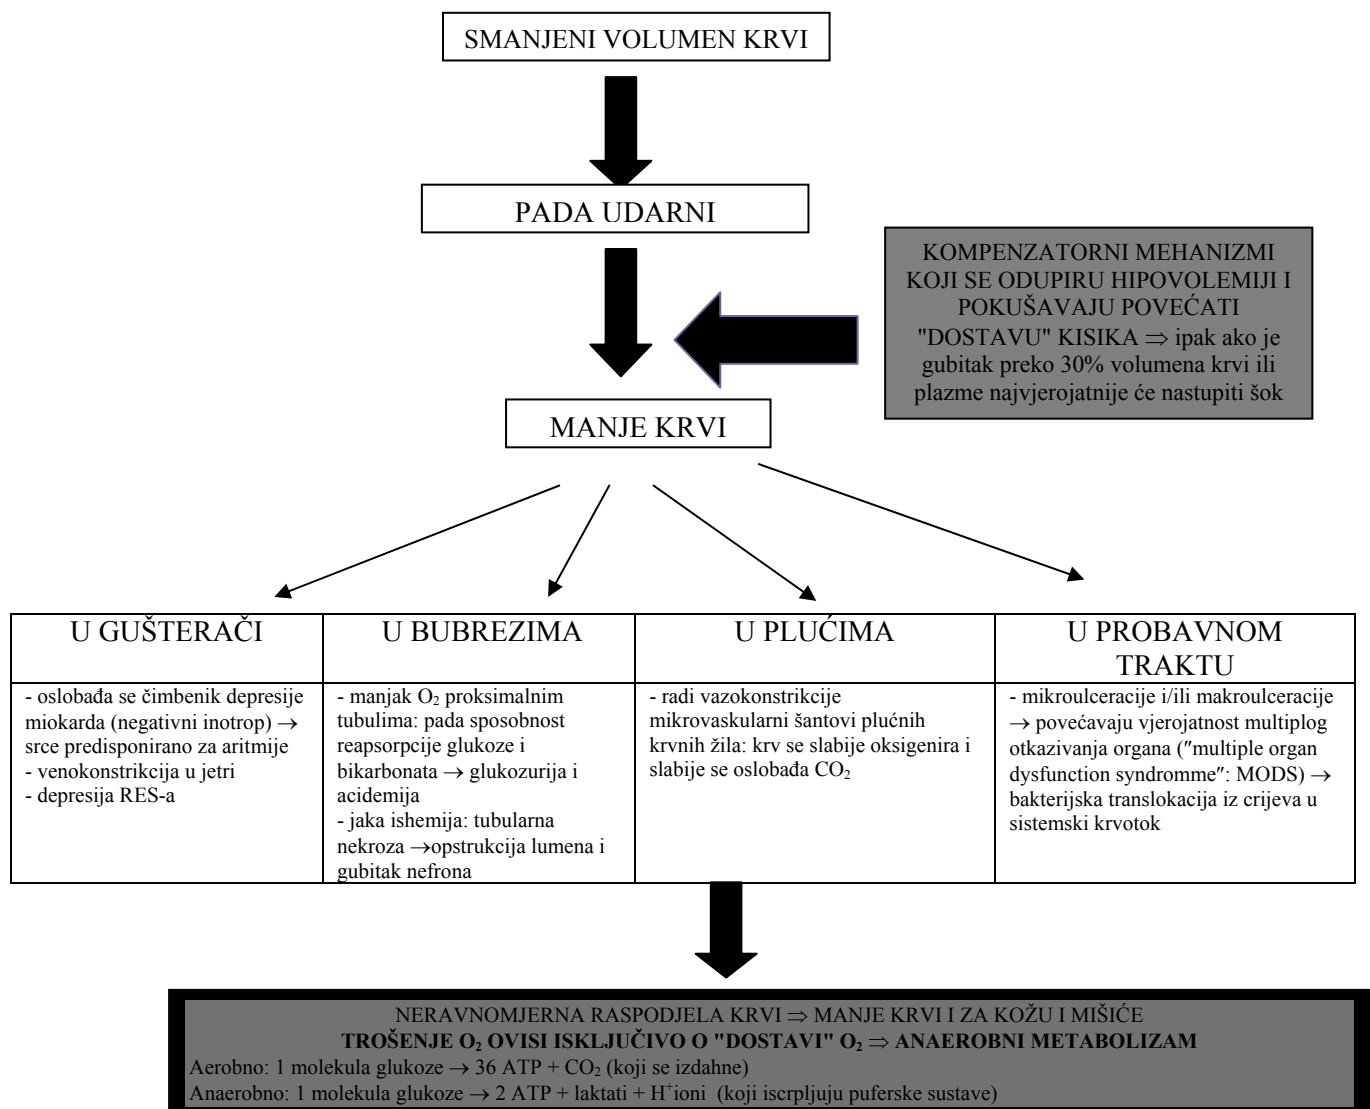 SMANJENI VOLUMEN KRVI
PADA UDARNI
KOMPENZATORNI MEHANIZMI
KOJI SE ODUPIRU HIPOVOLEMIJI I
POKUŠAVAJU POVEĆATI
"DOSTAVU" KISIKA ⇒ ipak ako je
gubitak preko 30% volumena krvi ili
plazme najvjerojatnije će nastupiti šok
MANJE KRVI
U GUŠTERAČI
- oslobađa se čimbenik depresije
miokarda (negativni inotrop) →
srce predisponirano za aritmije
- venokonstrikcija u jetri
- depresija RES-a
U BUBREZIMA
- manjak O₂ proksimalnim
tubulima: pada sposobnost
reapsorpcije glukoze i
bikarbonata → glukozurija i
acidemija
- jaka ishemija: tubularna
nekroza →opstrukcija lumena i
gubitak nefrona
U PLUĆIMA
- radi vazokonstrikcije
mikrovaskularni šantovi plućnih
krvnih žila: krv se slabije oksigenira i
slabije se oslobađa CO₂
U PROBAVNOM
TRAKTU
- mikroulceracije i/ili makroulceracije
→ povećavaju vjerojatnost multiplog
otkazivanja organa (″multiple organ
dysfunction syndromme″: MODS) →
bakterijska translokacija iz crijeva u
sistemski krvotok
NERAVNOMJERNA RASPODJELA KRVI ⇒ MANJE KRVI I ZA KOŽU I MIŠIĆE
TROŠENJE O₂ OVISI ISKLJUČIVO O "DOSTAVI" O₂ ⇒ ANAEROBNI METABOLIZAM
Aerobno: 1 molekula glukoze → 36 ATP + CO₂ (koji se izdahne)
Anaerobno: 1 molekula glukoze → 2 ATP + laktati + H⁺ioni (koji iscrpljuju puferske sustave)